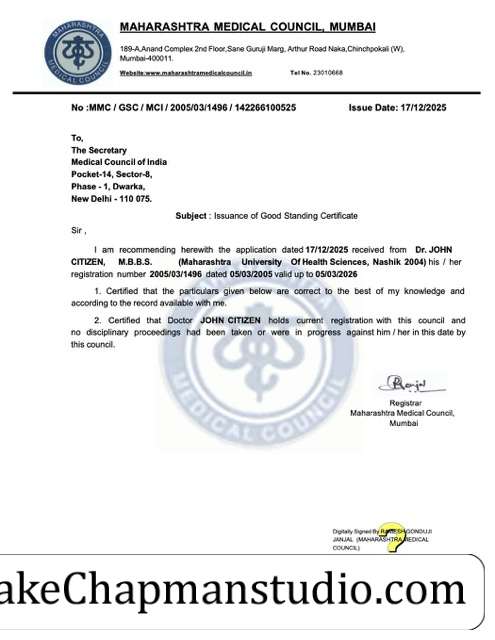 MAHARASHTRA MEDICAL COUNCIL, MUMBAI
189-A,Anand Complex 2nd Floor,Sane Guruji Marg, Arthur Road Naka,Chinchpokali (W),
Mumbai-400011.
Website:www.maharashtramedicalcouncil.in Tel No. 23010668
No :MMC / GSC / MCI / 2005/03/1496 / 142266100525 Issue Date: 17/12/2025
To,
The Secretary
Medical Council of India
Pocket-14, Sector-8,
Phase - 1, Dwarka,
New Delhi - 110 075.
Subject : Issuance of Good Standing Certificate
Sir ,
I am recommending herewith the application dated 17/12/2025 received from Dr. JOHN
CITIZEN, M.B.B.S. (Maharashtra University Of Health Sciences, Nashik 2004) his / her
registration number 2005/03/1496 dated 05/03/2005 valid up to 05/03/2026
1. Certified that the particulars given below are correct to the best of my knowledge and
according to the record available with me.
2. Certified that Doctor JOHN CITIZEN holds current registration with this council and
no disciplinary proceedings had been taken or were in progress against him / her in this date by
this council.
MEDICAL COUNCIL
Registrar
Maharashtra Medical Council,
Mumbai
Digitally Signed By RAMESH GONDUJI
JANJAL (MAHARASHTRA MEDICAL
COUNCIL)
?
akeChapmanstudio.com